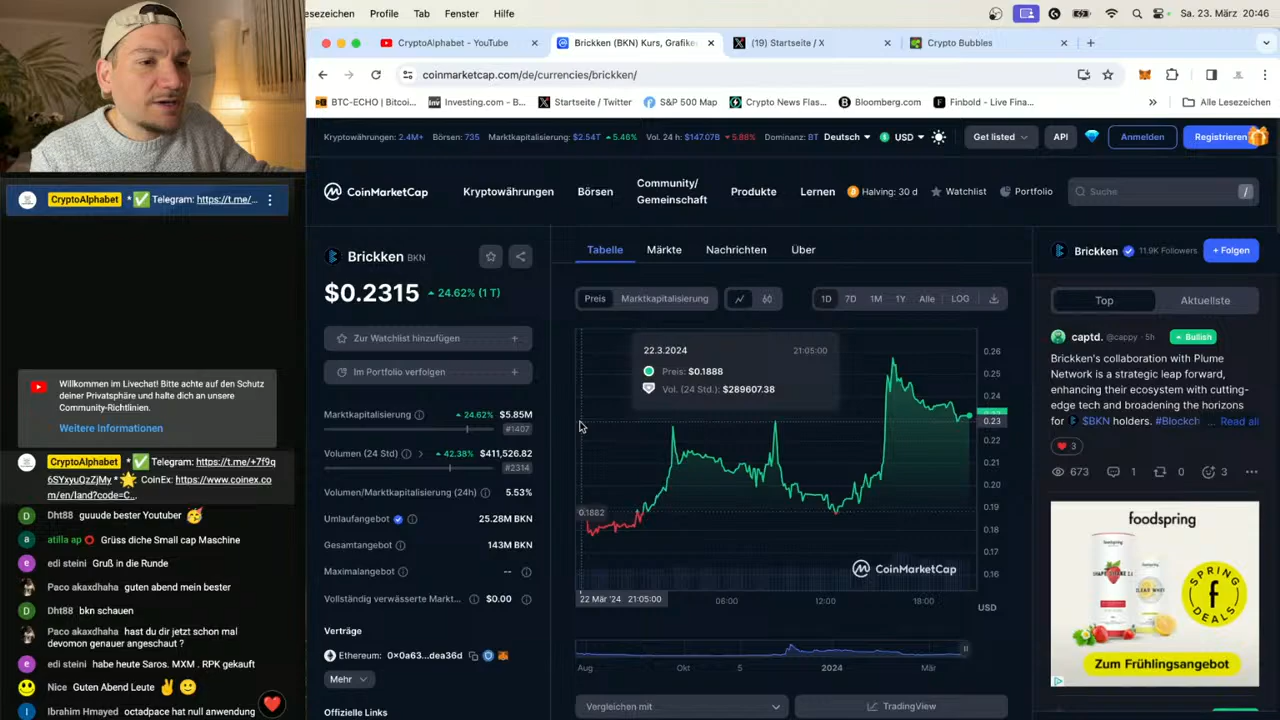 esezeichen Profile Tab Fenster Hilfe Sa. 23. März 20:46
CryptoAlphabet - YouTube
Brickken (BKN) Kurs, Grafiken
(19) Startseite / X
Crypto Bubbles
coinmarketcap.com/de/currencies/brickken/
BTC-ECHO | Bitcoi... Investing.com - B... Startseite / Twitter S&P 500 Map Crypto News Flas... Bloomberg.com Finbold - Live Fina... Alle Lesezeichen
Kryptowährungen: 2.4M+ Börsen: 735 Marktkapitalisierung: $2.54T 5.46% Vol. 24 h: $147.07B 5.88% Dominanz: BT Deutsch USD Get listed API Anmelden Registrieren
CoinMarketCap
Kryptowährungen
Börsen
Community/
Gemeinschaft
Produkte
Lernen
Halving: 30 d
Watchlist
Portfolio
Suche /
CryptoAlphabet * ✅ Telegram: https://t.me/...
Willkommen im Livechat! Bitte achte auf den Schutz
deiner Privatsphäre und halte dich an unsere
Community-Richtlinien.
Weitere Informationen
CryptoAlphabet * ✅ Telegram: https://t.me/+7f9q
6SYxyuQzZjMy * 🌟 CoinEx: https://www.coinex.co
m/en/land?code=C...
D Dht88 guuude bester Youtuber 🥳
a atilla ap ⭕ Grüss diche Small cap Maschine
e edi steini Gruß in die Runde
Paco akaxdhaha guten abend mein bester
D Dht88 bkn schauen
Paco akaxdhaha hast du dir jetzt schon mal
devomon genauer angeschaut ?
e edi steini habe heute Saros. MXM . RPK gekauft
Nice Guten Abend Leute ✌️ 🙂
I Ibrahim Hmayed octadpace hat null anwendung
Brickken BKN
$0.2315 24.62% (1 T)
Zur Watchlist hinzufügen +
Im Portfolio verfolgen +
Marktkapitalisierung 24.62% $5.85M
#1407
Volumen (24 Std) 42.38% $411,526.82
#2314
Volumen/Marktkapitalisierung (24h) 5.53%
Umlaufangebot 25.28M BKN
Gesamtangebot 143M BKN
Maximalangebot --
Vollständig verwässerte Markt... $0.00
Verträge
Ethereum: 0x0a63...dea36d
Mehr
Offizielle Links
Tabelle Märkte Nachrichten Über
Preis Marktkapitalisierung 1D 7D 1M 1Y Alle LOG
22.3.2024 21:05:00
Preis: $0.1888
Vol. (24 Std.): $289607.38
0.26
0.25
0.24
0.23
0.22
0.21
0.20
0.19
0.18
0.17
0.16
0.1882
CoinMarketCap
22 Mär '24 21:05:00 06:00 12:00 18:00 USD
Aug Okt 5 2024 Mär
Vergleichen mit
TradingView
Brickken 11.9K Followers + Folgen
Top Aktuellste
captd. @cappy · 5h Bullish
Brickken's collaboration with Plume
Network is a strategic leap forward,
enhancing their ecosystem with cutting-
edge tech and broadening the horizons
for $BKN holders. #Blockch ... Read all
3
673 1 0 3 ...
foodspring
SPRING
f
DEALS
Zum Frühlingsangebot